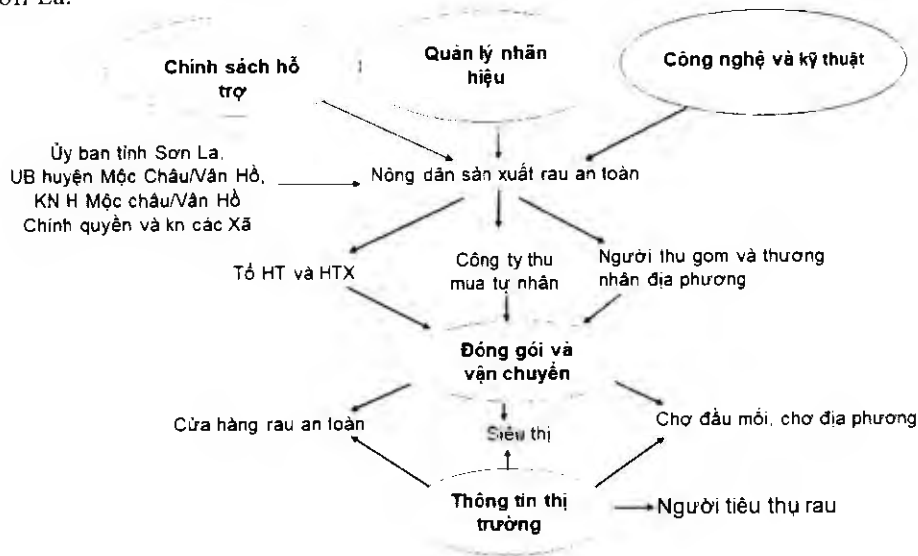 La.
Chính sách hỗ
trợ
Quản lý nhãn
hiệu
Công nghệ và kỹ thuật
Ủy ban tỉnh Sơn La,
UB huyện Mộc Châu/Vân Hồ,
KN H Mộc châu/Vân Hồ
Chính quyền và kn các Xã
Nông dân sản xuất rau an toàn
Tổ HT và HTX
Công ty thu
mua tư nhân
Người thu gom và thương
nhân địa phương
Đóng gói và
vận chuyển
Cửa hàng rau an toàn
Siêu thị
Chợ đầu mối, chợ địa phương
Thông tin thị
trường
Người tiêu thụ rau